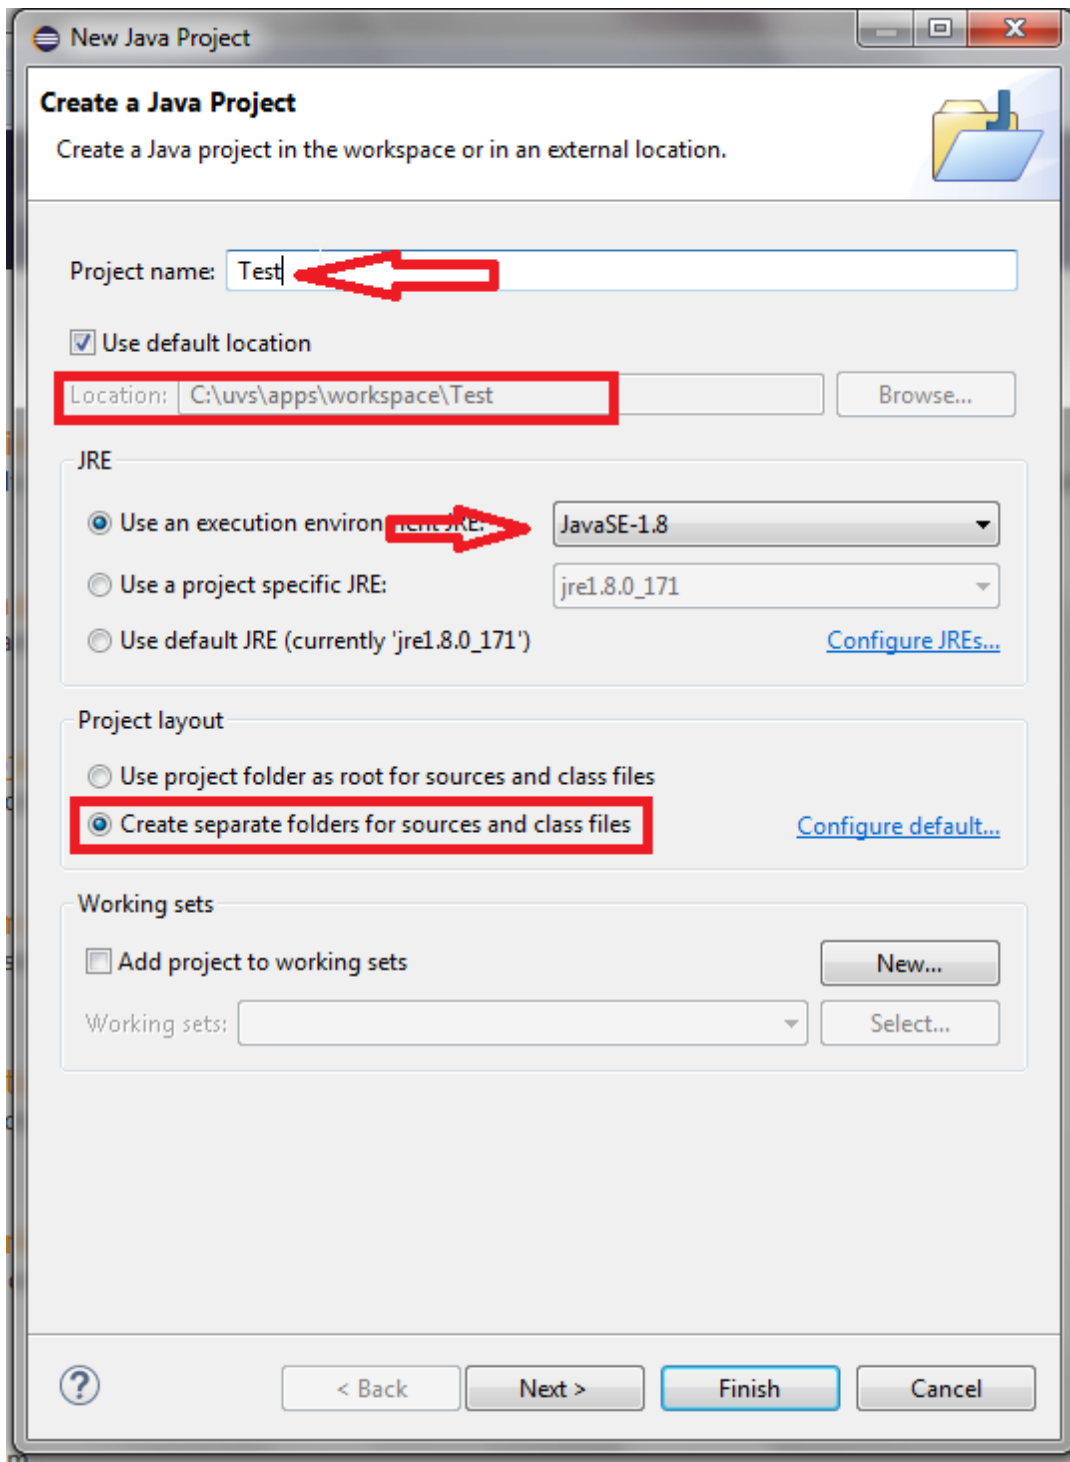 New Java Project
Create a Java Project
Create a Java project in the workspace or in an external location.
Project name: Test
Use default location
Location: C:\uvs\apps\workspace\Test Browse...
JRE
Use an execution environment JRE: JavaSE-1.8
Use a project specific JRE: jre1.8.0_171
Use default JRE (currently 'jre1.8.0_171') Configure JREs...
Project layout
Use project folder as root for sources and class files
Create separate folders for sources and class files Configure default...
Working sets
Add project to working sets New...
Working sets: Select...
? < Back Next > Finish Cancel